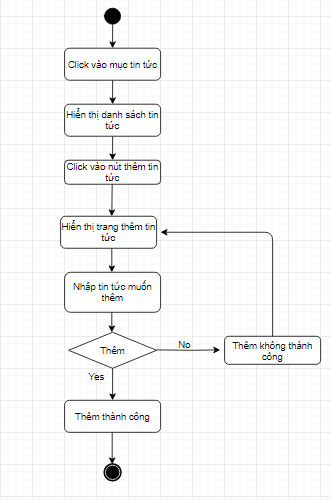 Click vào mục tin tức
Hiển thị danh sách tin
tức
Click vào nút thêm tin
tức
Hiển thị trang thêm tin
tức
Nhập tin tức muốn
thêm
Thêm
No
Thêm không thành
công
Yes
Thêm thành công